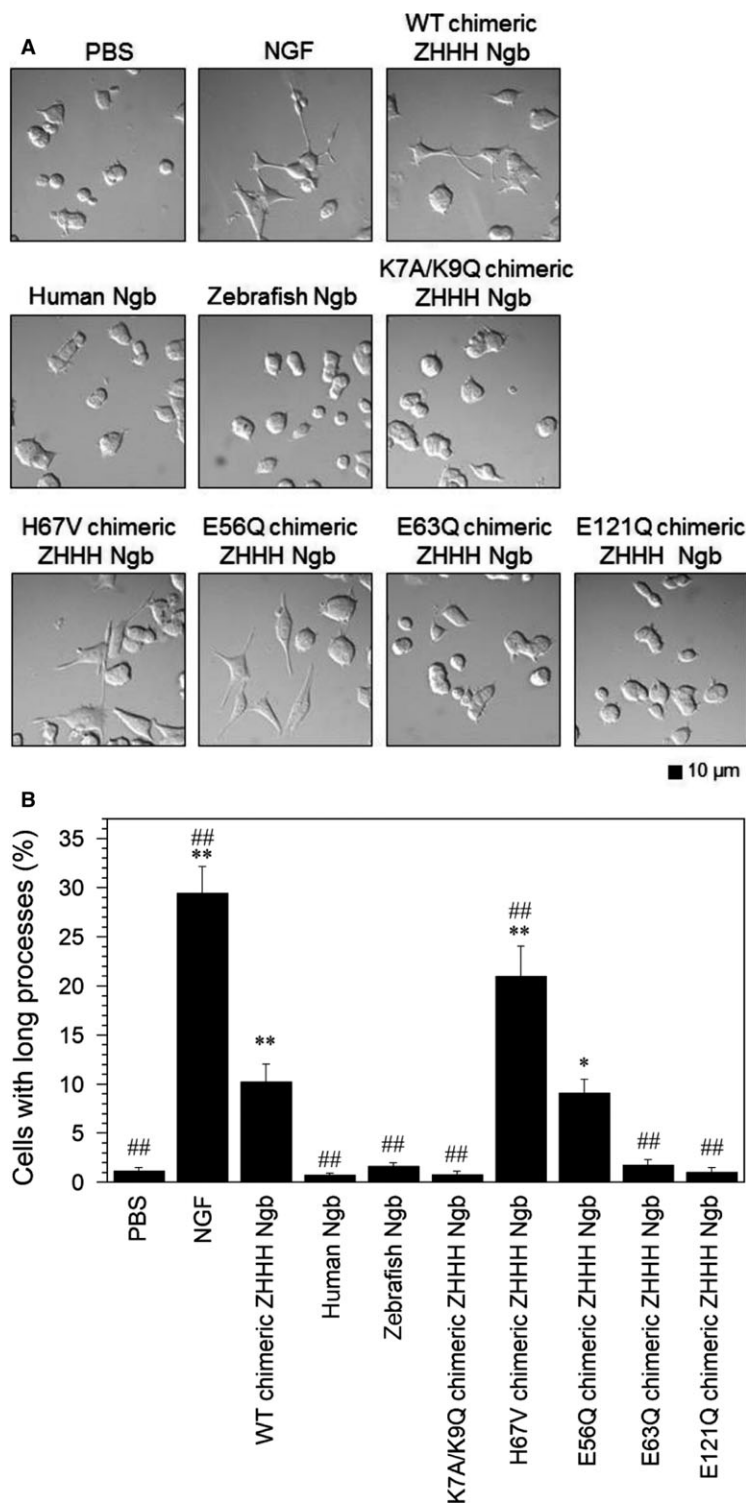 A
PBS
NGF
WT chimeric
ZHHH Ngb
Human Ngb
Zebrafish Ngb
K7A/K9Q chimeric
ZHHH Ngb
H67V chimeric
ZHHH Ngb
E56Q chimeric
ZHHH Ngb
E63Q chimeric
ZHHH Ngb
E121Q chimeric
ZHHH Ngb
10 µm
B
Cells with long processes (%)
35
30
25
20
15
10
5
0
##
##
**
**
##
##
##
##
**
*
##
##
PBS
NGF
WT chimeric ZHHH Ngb
Human Ngb
Zebrafish Ngb
K7A/K9Q chimeric ZHHH Ngb
H67V chimeric ZHHH Ngb
E56Q chimeric ZHHH Ngb
E63Q chimeric ZHHH Ngb
E121Q chimeric ZHHH Ngb